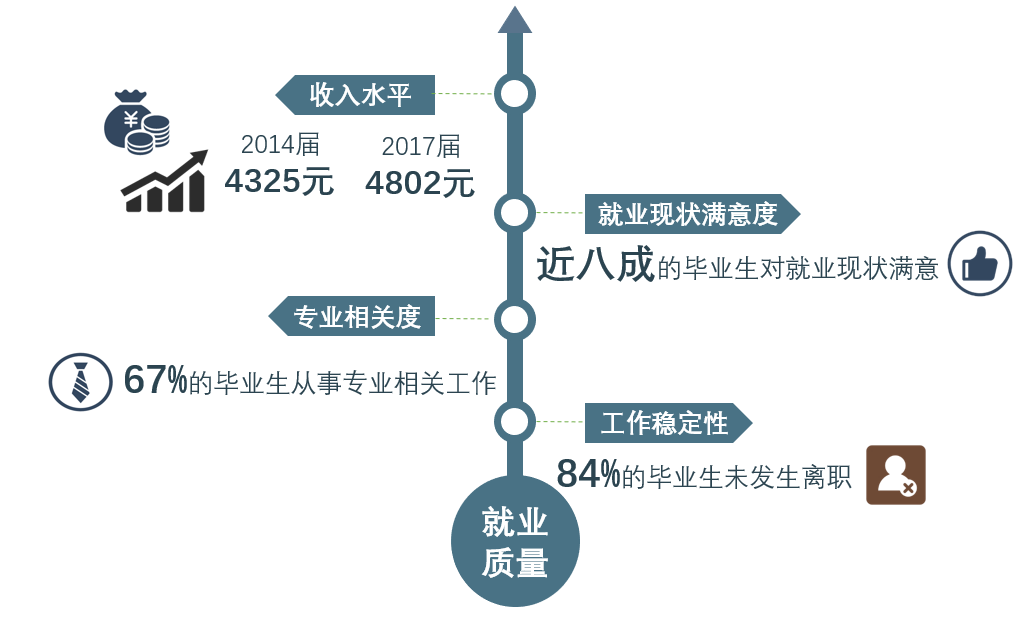 收入水平
2014届
4325元
2017届
4802元
就业现状满意度
近八成的毕业生对就业现状满意
专业相关度
67%的毕业生从事专业相关工作
工作稳定性
84%的毕业生未发生离职
就业
质量